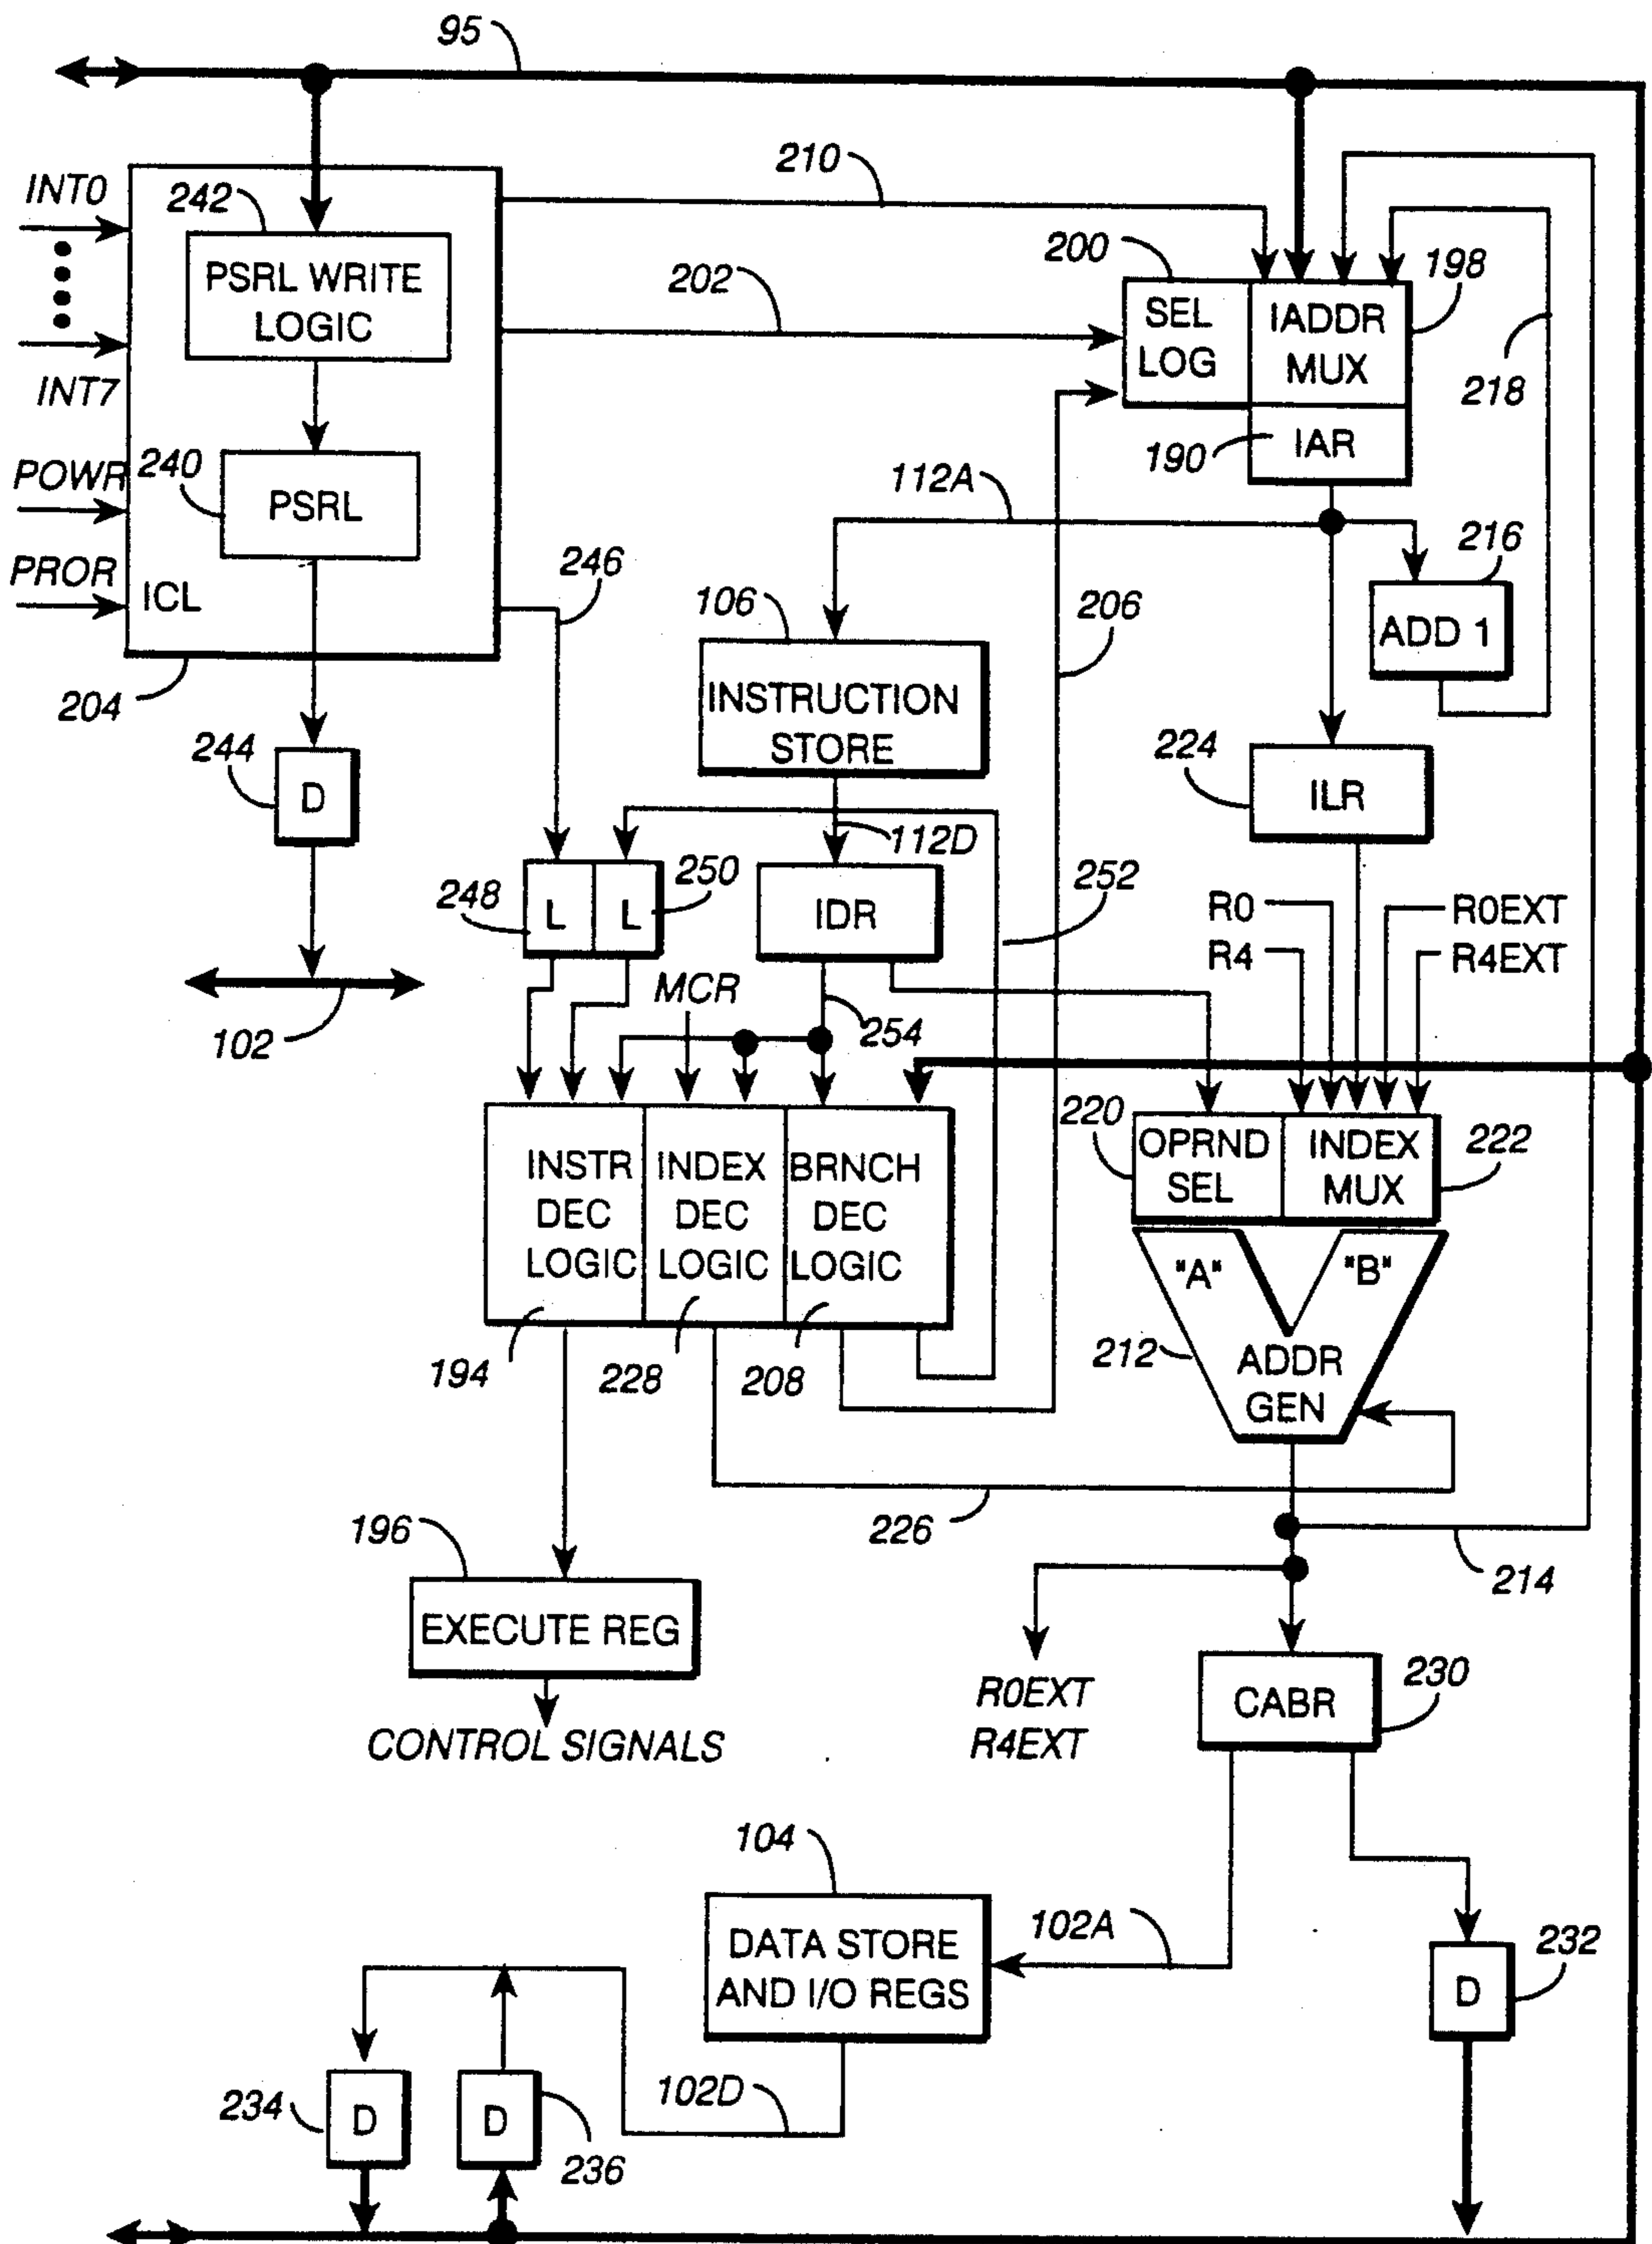 95
INT0
242
210
PSRL WRITE
LOGIC
202
200
198
SEL
LOG
IADDR
MUX
218
INT7
POWR
240
PSRL
190
IAR
112A
PROR
ICL
246
106
206
216
ADD 1
204
INSTRUCTION
STORE
244
D
224
ILR
112D
248
L
L
250
IDR
252
R0
R4
R0EXT
R4EXT
MCR
254
102
220
OPRND
SEL
INDEX
MUX
222
INSTR
DEC
LOGIC
INDEX
DEC
LOGIC
BRNCH
DEC
LOGIC
"A"
"B"
194
228
208
212
ADDR
GEN
226
196
214
EXECUTE REG
CONTROL SIGNALS
R0EXT
R4EXT
CABR
230
104
DATA STORE
AND I/O REGS
102A
232
D
234
D
D
236
102D